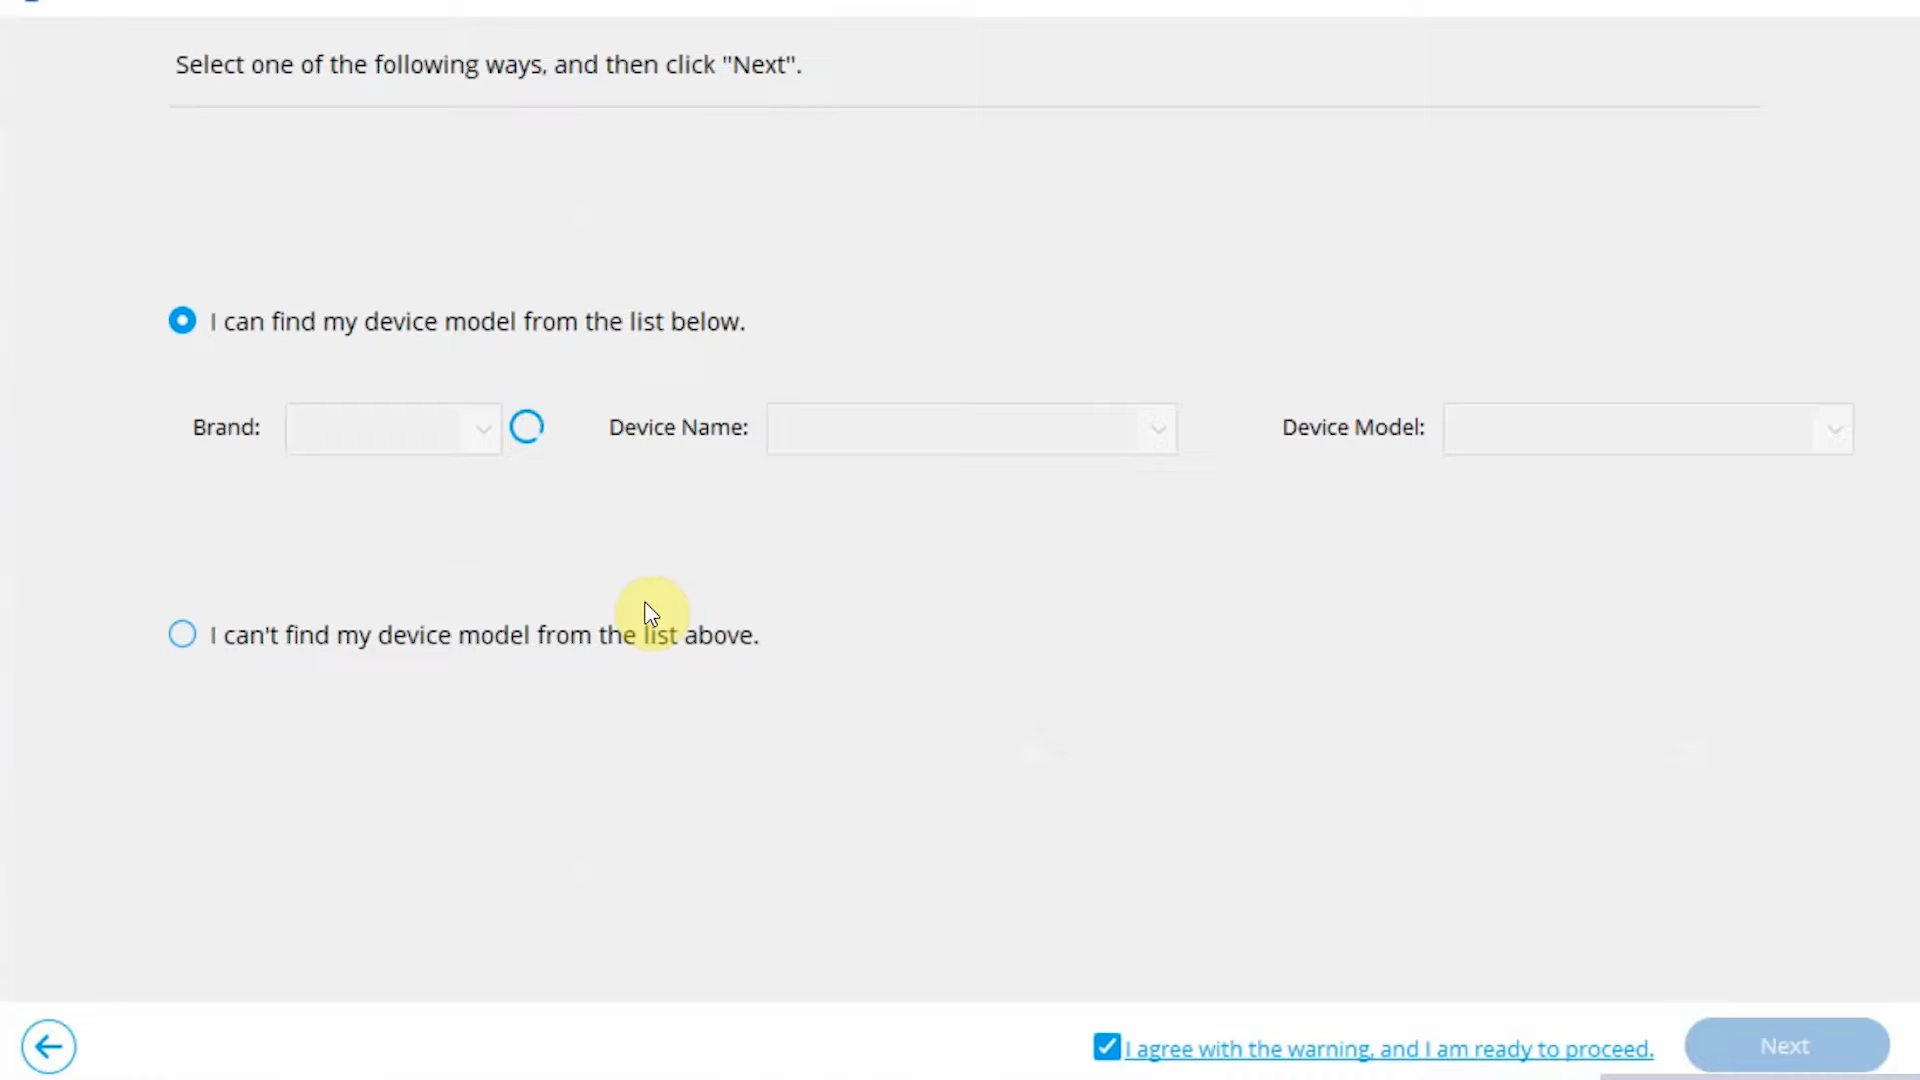 Select one of the following ways, and then click "Next".
I can find my device model from the list below.
Brand: Device Name: Device Model:
I can't find my device model from the list above.
I agree with the warning, and I am ready to proceed. Next